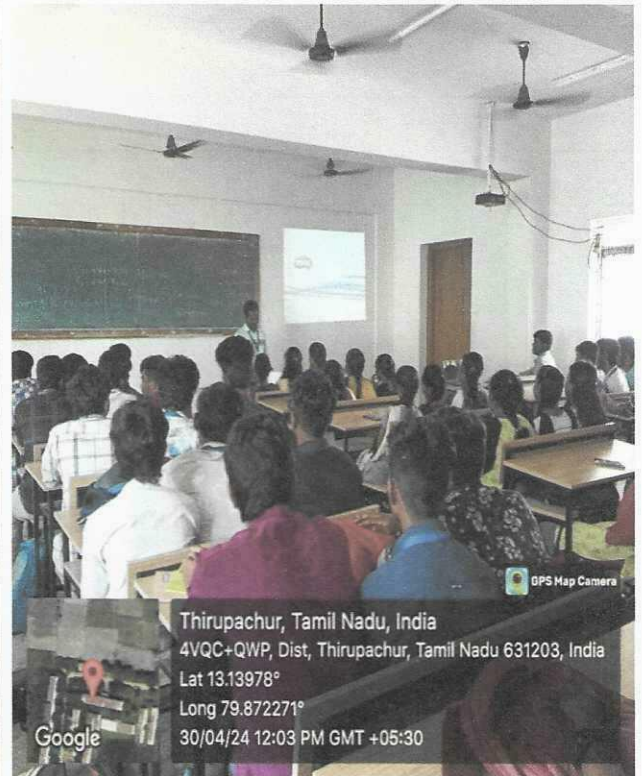 GPS Map Camera
Thirupachur, Tamil Nadu, India
4VQC+QWP, Dist, Thirupachur, Tamil Nadu 631203, India
Lat 13.13978°
Long 79.872271°
30/04/24 12:03 PM GMT +05:30
Google